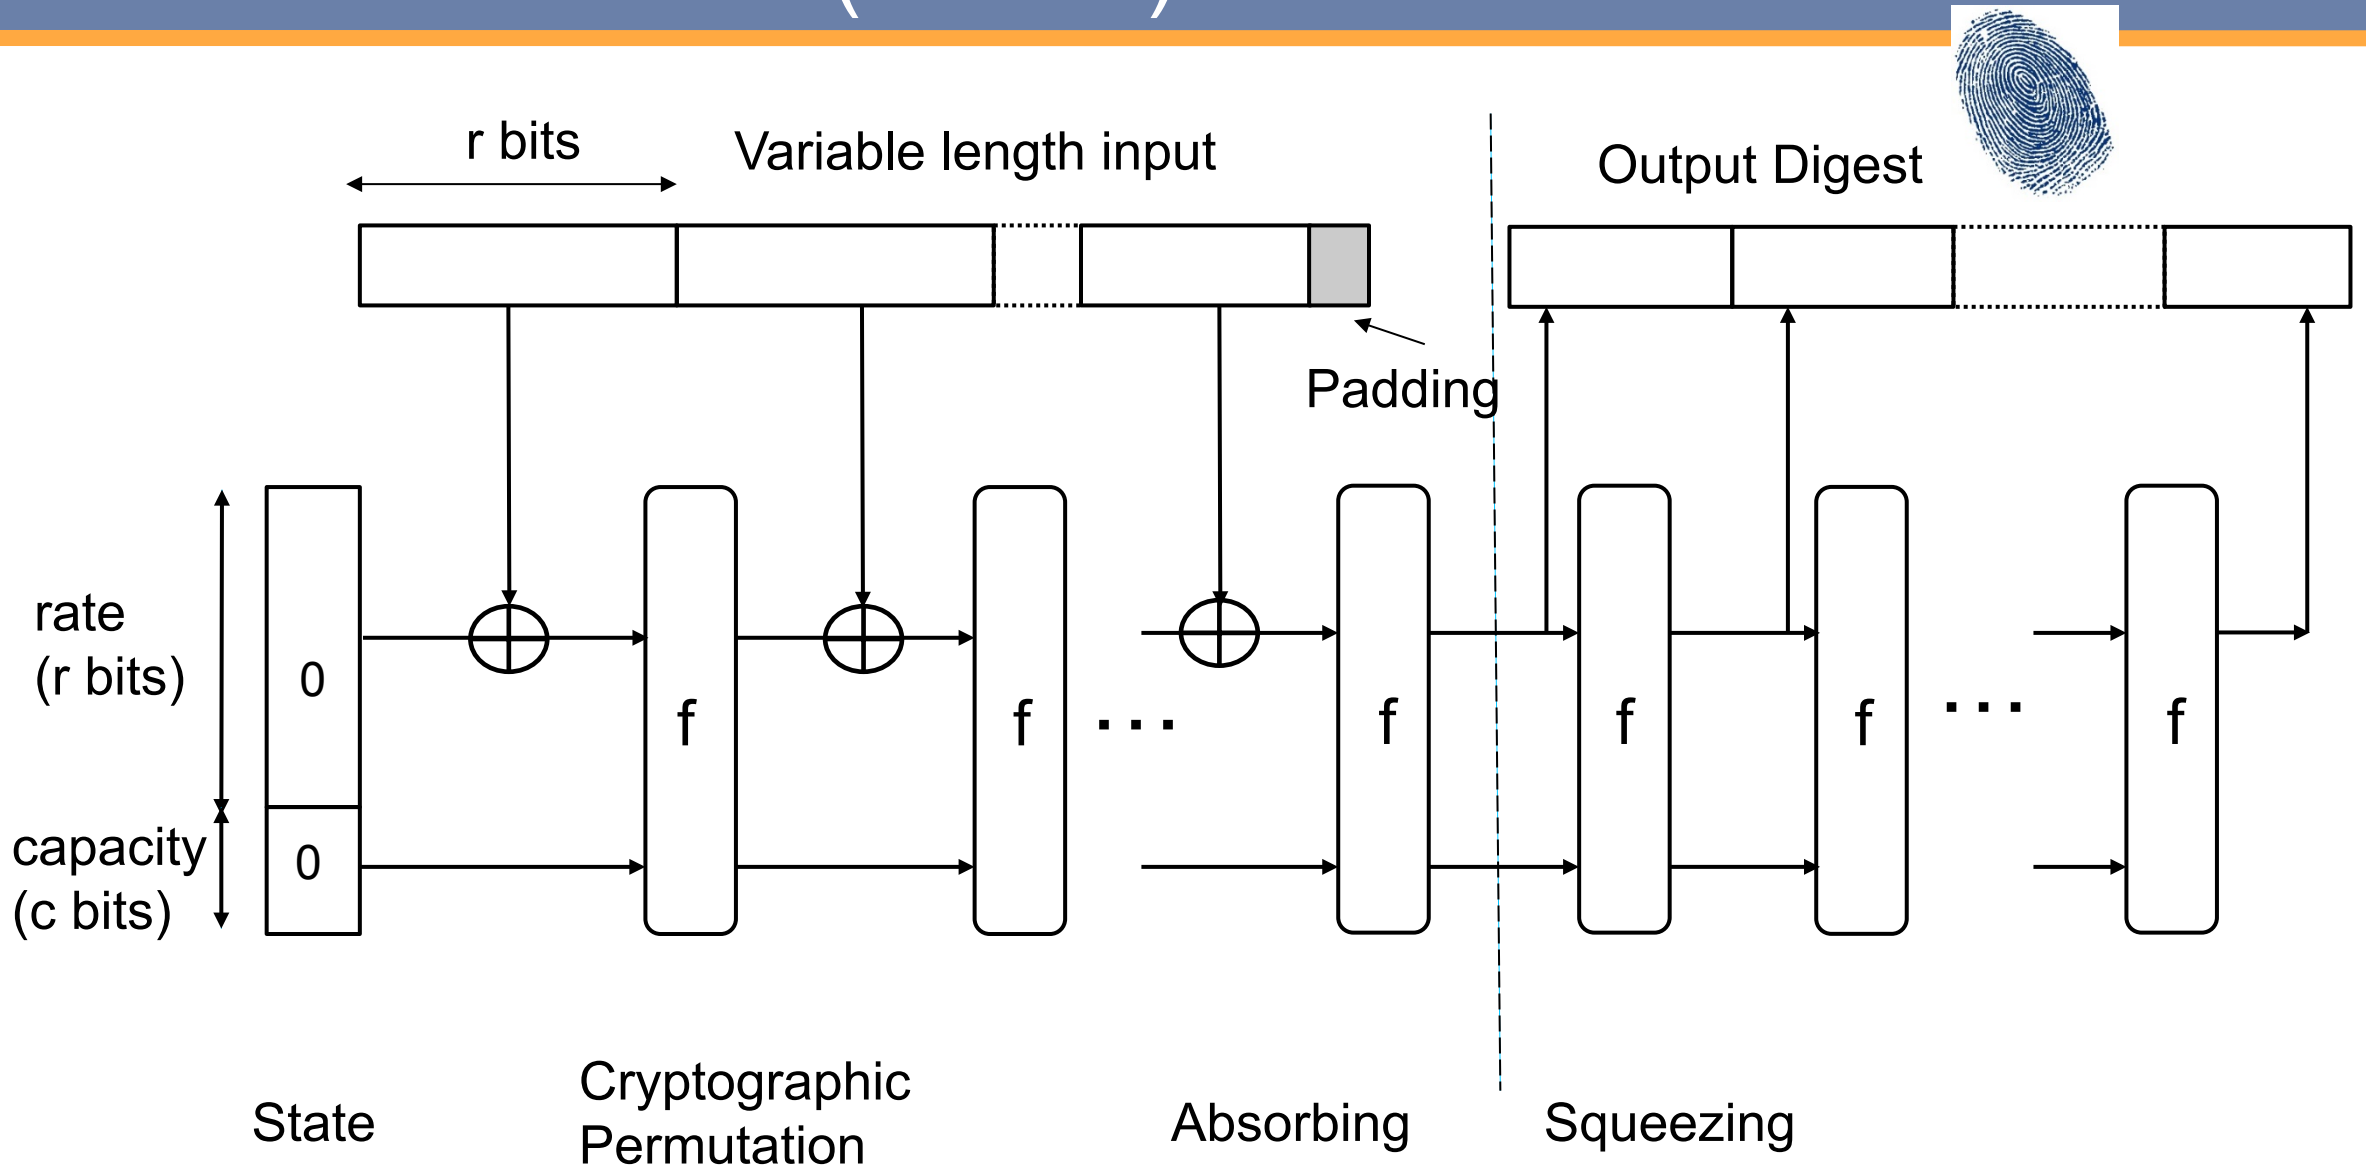 r bits
Variable length input
Output Digest
Padding
rate
(r bits)
0
capacity
(c bits)
0
f
f
...
f
f
f
...
f
State
Cryptographic
Permutation
Absorbing
Squeezing